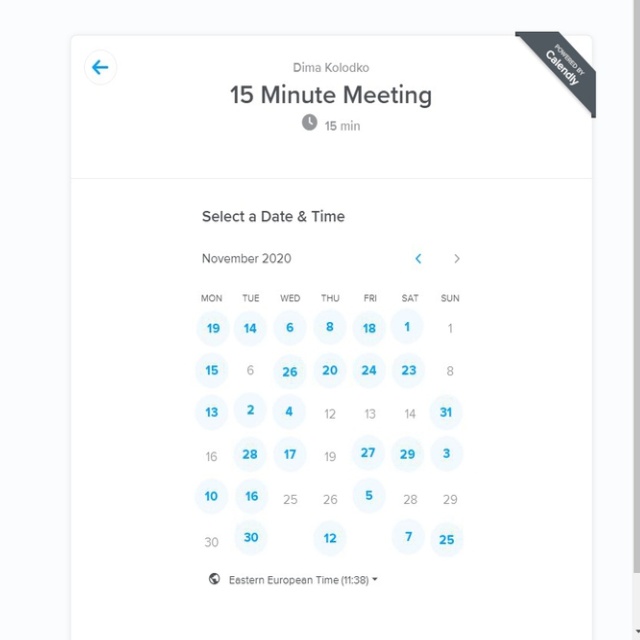 POWERED BY
Calendly
Dima Kolodko
15 Minute Meeting
15 min
Select a Date & Time
November 2020
MON TUE WED THU FRI SAT SUN
19 14 6 8 18 1 1
15 6 26 20 24 23 8
13 2 4 12 13 14 31
16 28 17 19 27 29 3
10 16 25 26 5 28 29
30 30 12 7 25
Eastern European Time (11:38)